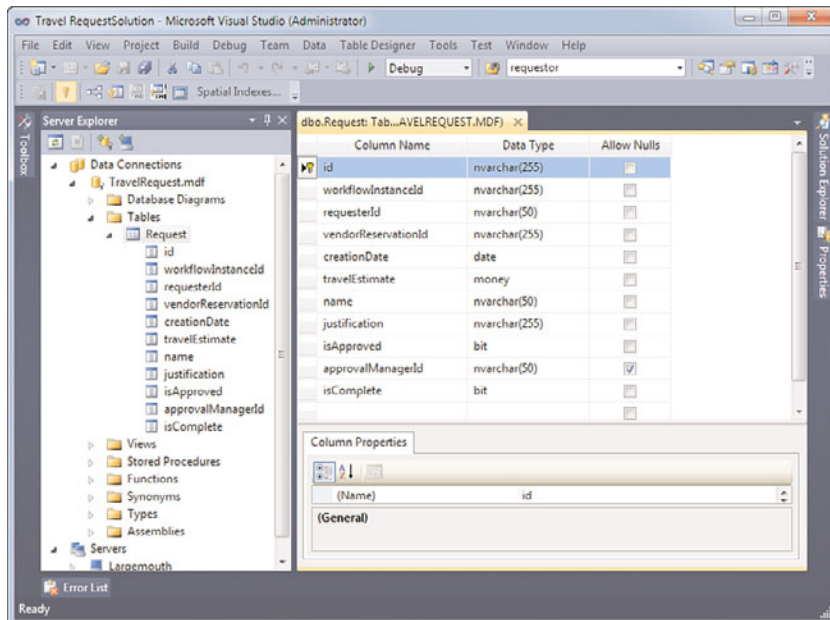 Travel RequestSolution - Microsoft Visual Studio (Administrator)
File Edit View Project Build Debug Team Data Table Designer Tools Test Window Help
Debug requestor
Spatial Indexes...
Toolbox
Server Explorer
Data Connections
TravelRequest.mdf
Database Diagrams
Tables
Request
id
workflowInstanceId
requesterId
vendorReservationId
creationDate
travelEstimate
name
justification
isApproved
approvalManagerId
isComplete
Views
Stored Procedures
Functions
Synonyms
Types
Assemblies
Servers
Largemouth
dbo.Request: Tab...AVELREQUEST.MDF)
Column Name Data Type Allow Nulls
id nvarchar(255)
workflowInstanceId nvarchar(255)
requesterId nvarchar(50)
vendorReservationId nvarchar(255)
creationDate date
travelEstimate money
name nvarchar(50)
justification nvarchar(255)
isApproved bit
approvalManagerId nvarchar(50)
isComplete bit
Column Properties
(Name) id
(General)
Solution Explorer
Properties
Error List
Ready